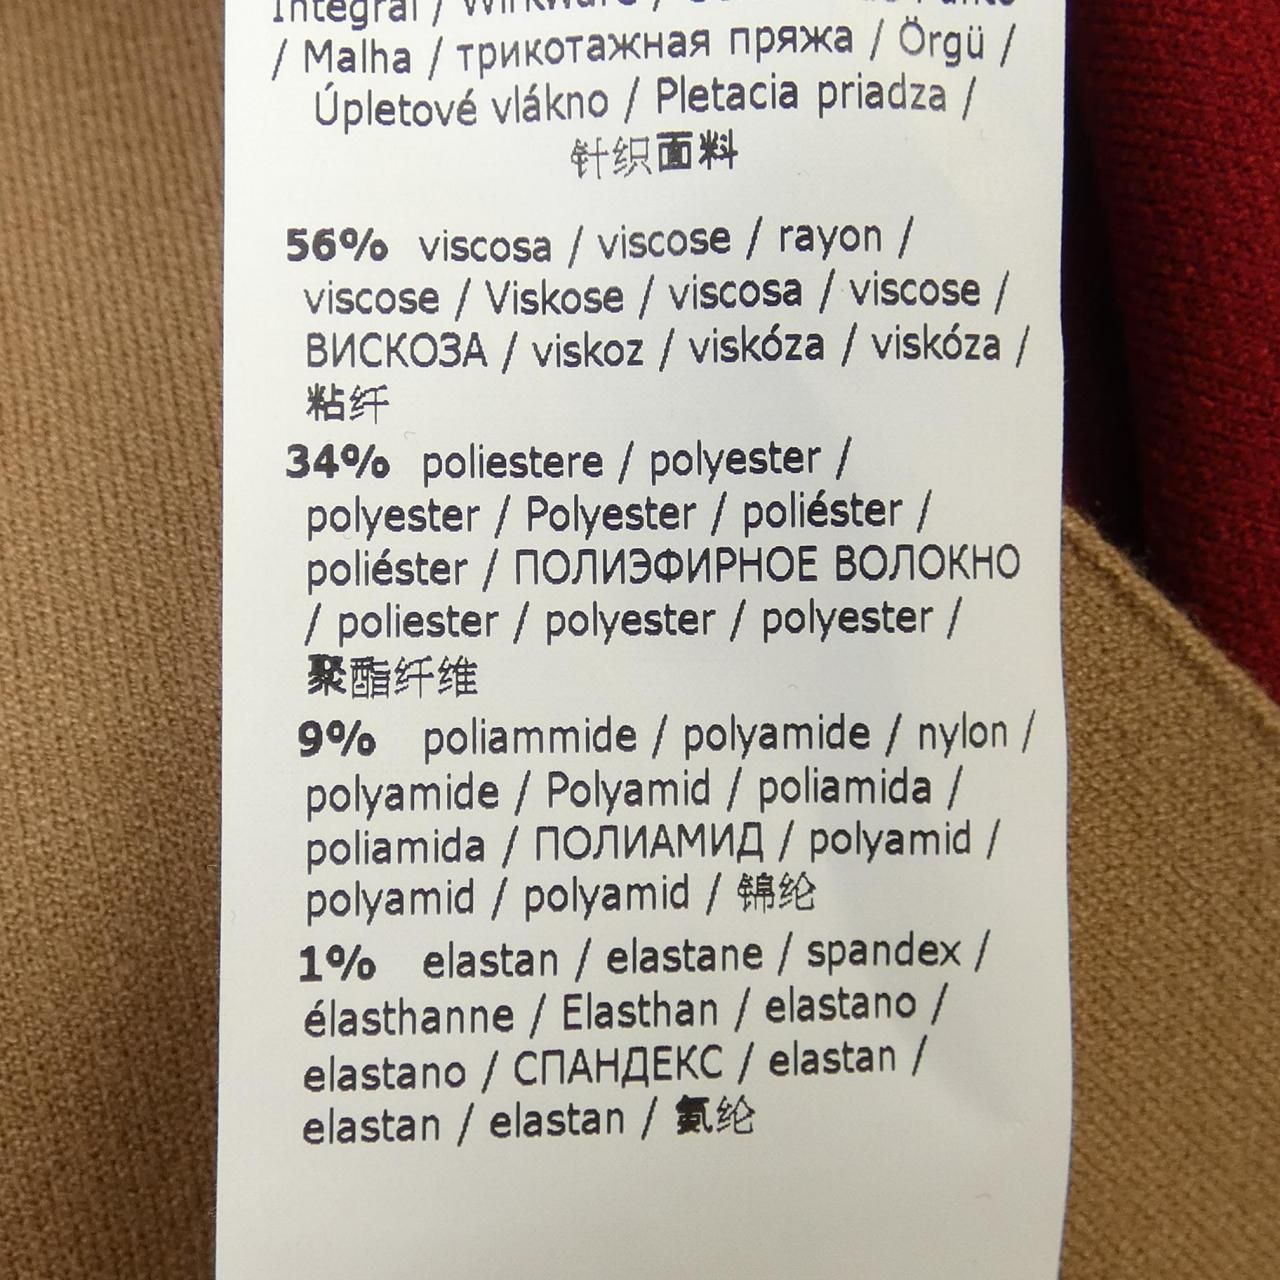 Integral / Wirkware /
/ Malha / трикотажная пряжа / Örgü /
Úpletové vlákno / Pletacia priadza /
针织面料
56% viscosa / viscose / rayon /
viscose / Viskose / viscosa / viscose /
ВИСКОЗА / viskoz / viskóza / viskóza /
粘纤
34% poliestere / polyester /
polyester / Polyester / poliéster /
poliéster / ПОЛИЭФИРНОЕ ВОЛОКНО
/ poliester / polyester / polyester /
聚酯纤维
9% poliammide / polyamide / nylon /
polyamide / Polyamid / poliamida /
poliamida / ПОЛИАМИД / polyamid /
polyamid / polyamid / 锦纶
1% elastan / elastane / spandex /
élasthanne / Elasthan / elastano /
elastano / СПАНДЕКС / elastan /
elastan / elastan / 氨纶